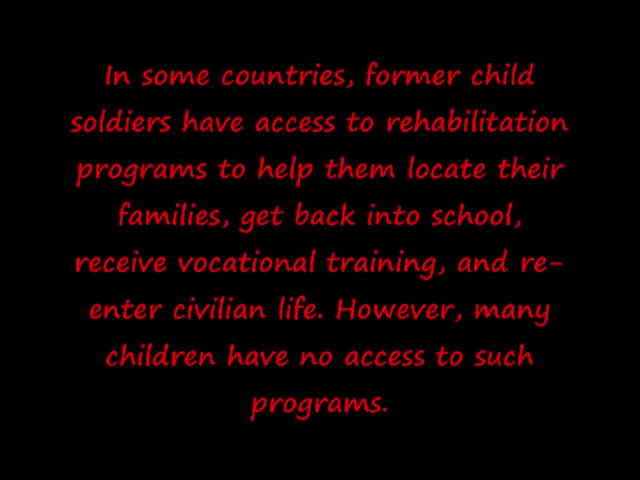 In some countries, former child
soldiers have access to rehabilitation
programs to help them locate their
families, get back into school,
receive vocational training, and re-
enter civilian life. However, many
children have no access to such
programs.